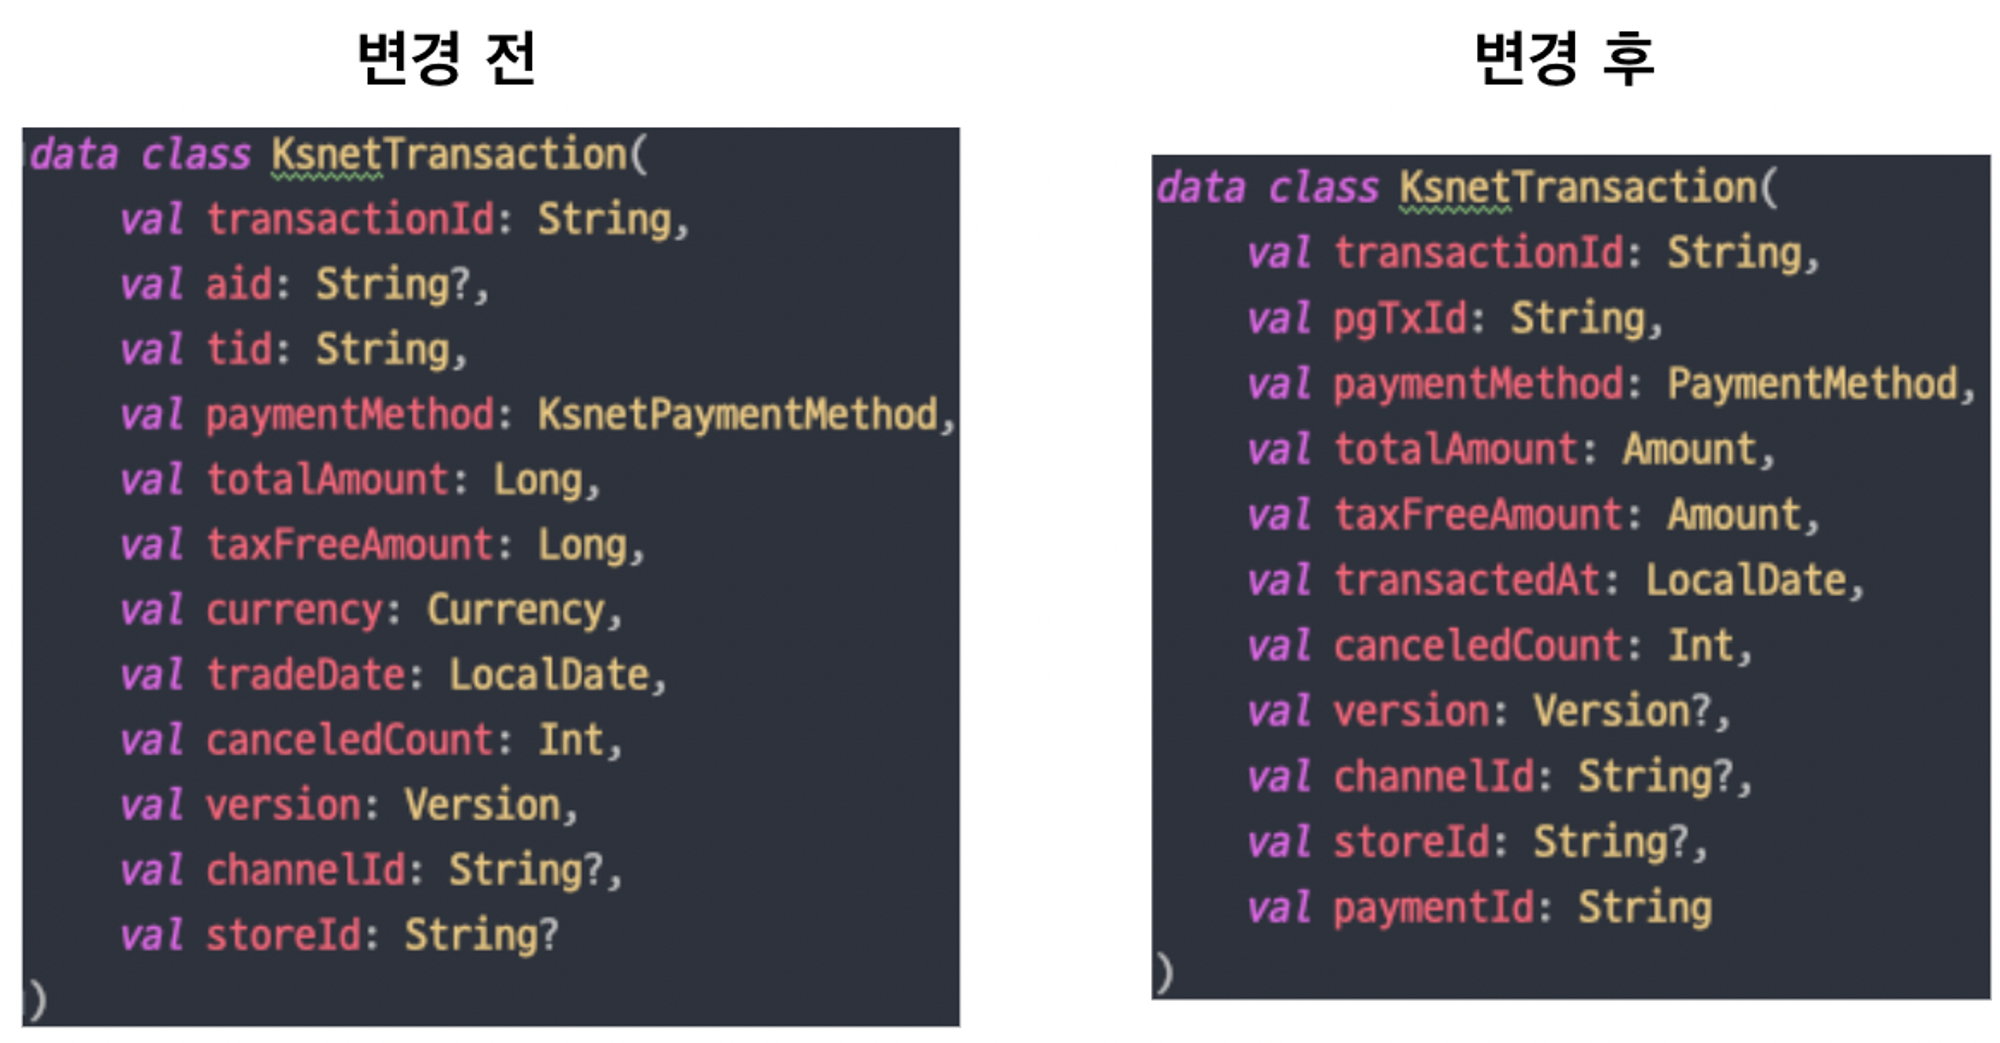 변경 전
data class KsnetTransaction(
val transactionId: String,
val aid: String?,
val tid: String,
val paymentMethod: KsnetPaymentMethod,
val totalAmount: Long,
val taxFreeAmount: Long,
val currency: Currency,
val tradeDate: LocalDate,
val canceledCount: Int,
val version: Version,
val channelId: String?,
val storeId: String?
)
변경 후
data class KsnetTransaction(
val transactionId: String,
val pgTxId: String,
val paymentMethod: PaymentMethod,
val totalAmount: Amount,
val taxFreeAmount: Amount,
val transactedAt: LocalDate,
val canceledCount: Int,
val version: Version?,
val channelId: String?,
val storeId: String?,
val paymentId: String
)